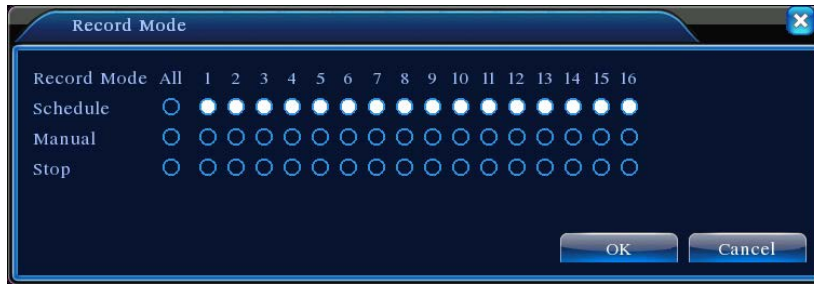 Record Mode
Record Mode All 1 2 3 4 5 6 7 8 9 10 11 12 13 14 15 16
Schedule
Manual
Stop
OK Cancel